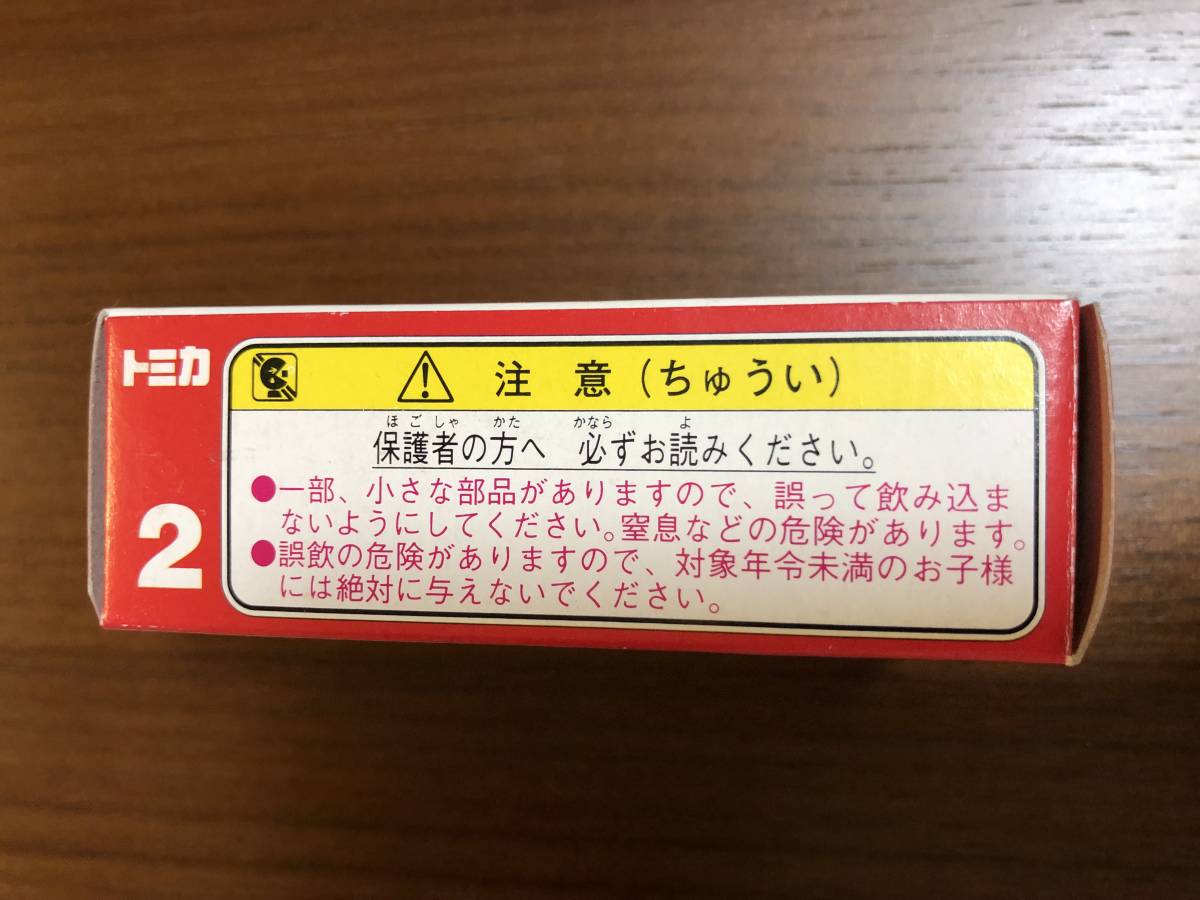 トミカ
2
注 意（ちゅうい）
ほごしゃ かた かなら よ
保護者の方へ 必ずお読みください。
●一部、小さな部品がありますので、誤って飲み込ま
ないようにしてください。窒息などの危険があります。
●誤飲の危険がありますので、対象年令未満のお子様
には絶対に与えないでください。